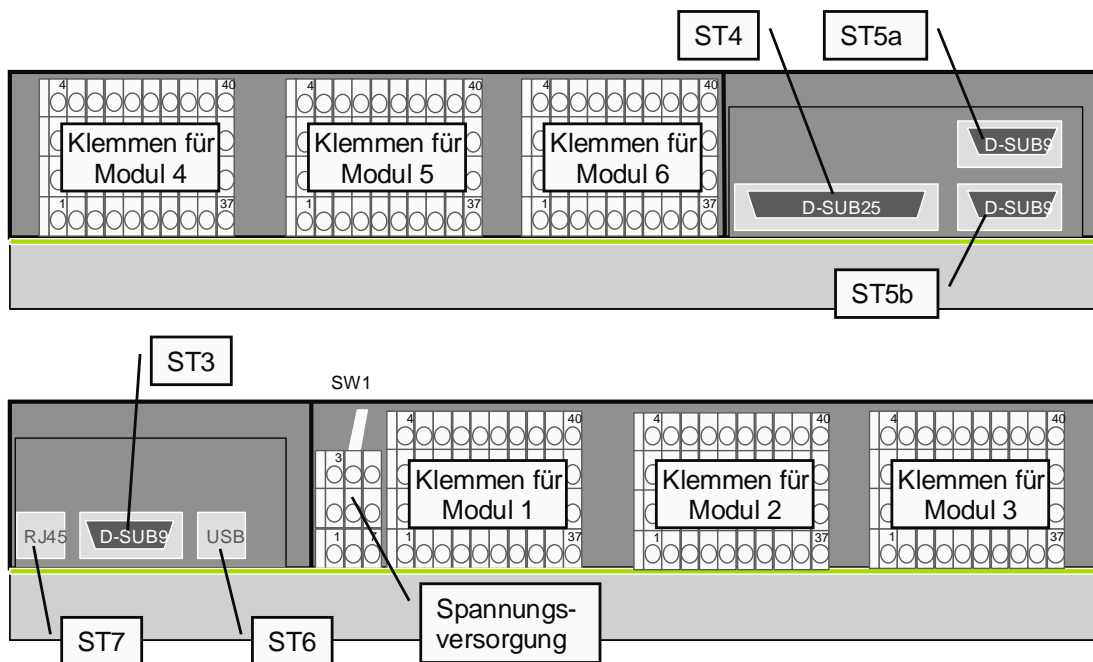 ST4
ST5a
4
40
4
40
4
40
Klemmen für
Modul 4
Klemmen für
Modul 5
Klemmen für
Modul 6
D-SUB9
D-SUB25
D-SUB9
1
37
1
37
1
37
ST5b
ST3
SW1
4
40
4
40
4
40
3
Klemmen für
Modul 1
Klemmen für
Modul 2
Klemmen für
Modul 3
RJ45
D-SUB9
USB
1
7
1
37
1
37
1
37
Spannungs-
versorgung
ST7
ST6